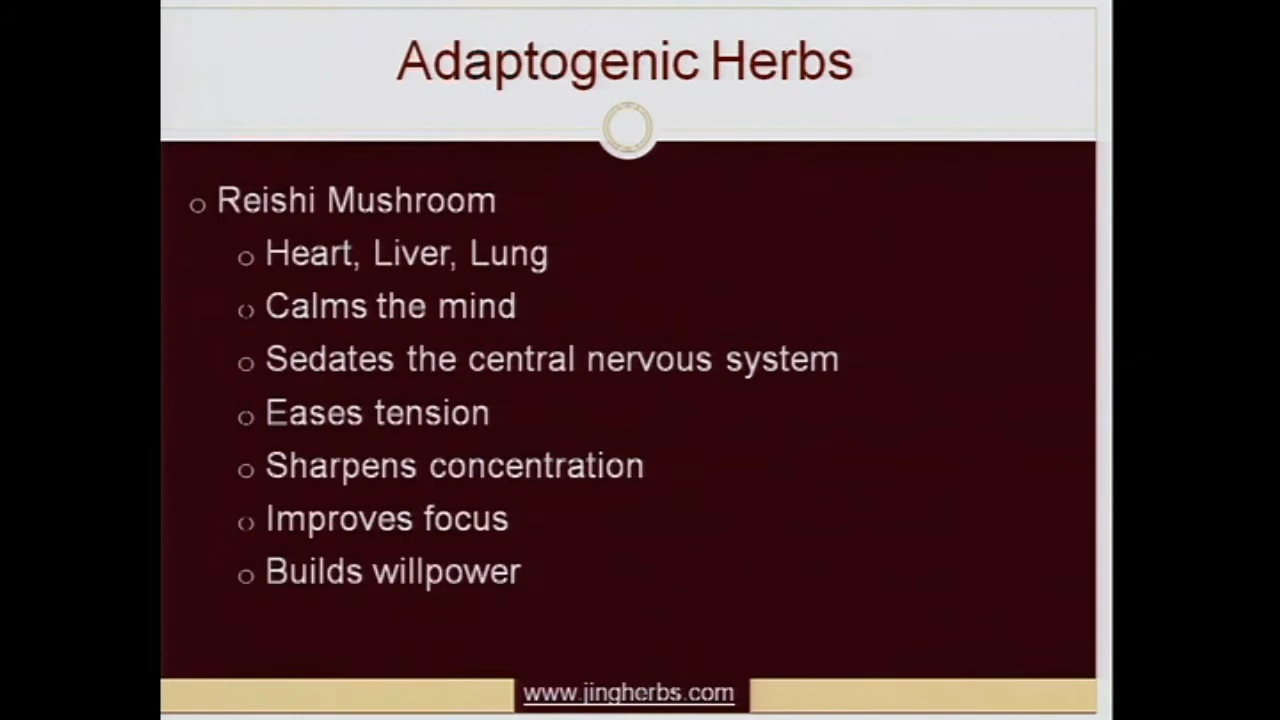 Adaptogenic Herbs
Reishi Mushroom
Heart, Liver, Lung
Calms the mind
Sedates the central nervous system
Eases tension
Sharpens concentration
Improves focus
Builds willpower
www.jingherbs.com